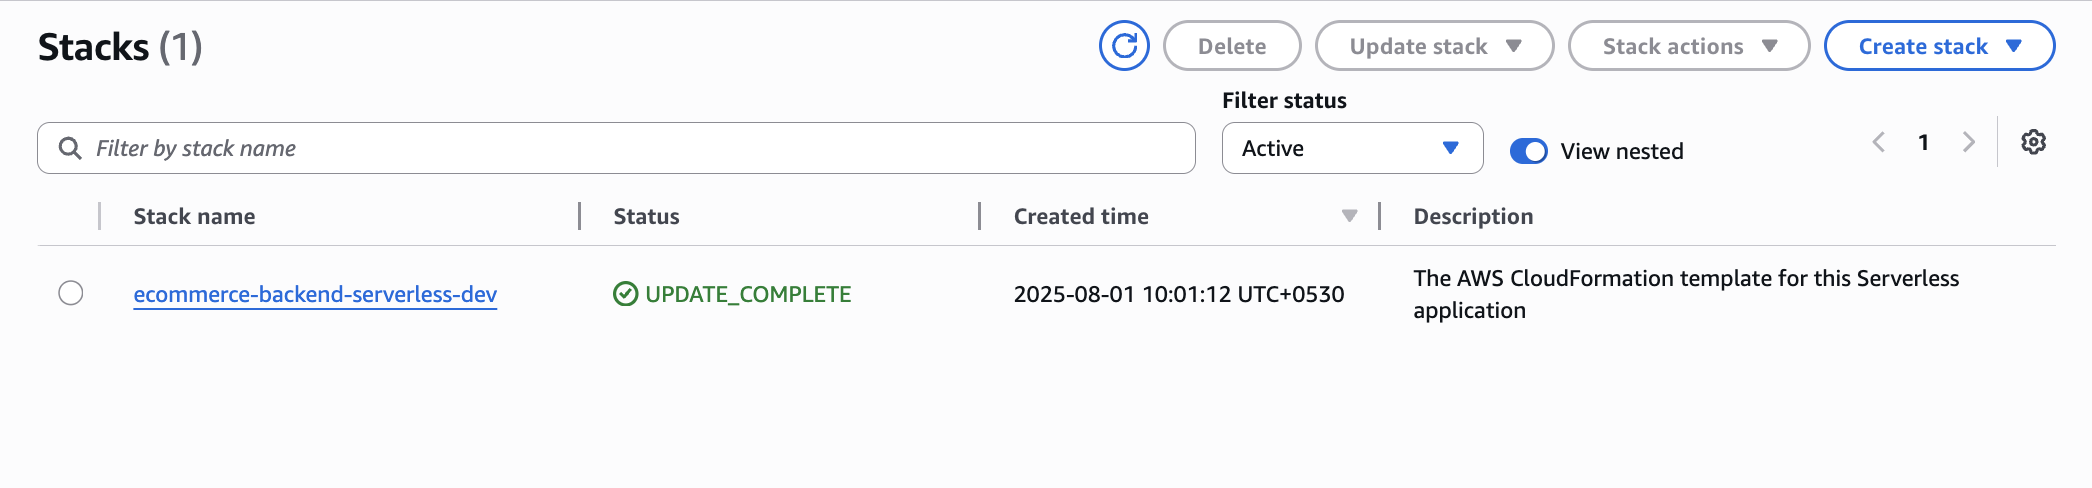 Stacks (1)
Delete
Update stack
Stack actions
Create stack
Filter status
Filter by stack name
Active
View nested
1
Stack name
Status
Created time
Description
ecommerce-backend-serverless-dev
UPDATE_COMPLETE
2025-08-01 10:01:12 UTC+0530
The AWS CloudFormation template for this Serverless
application